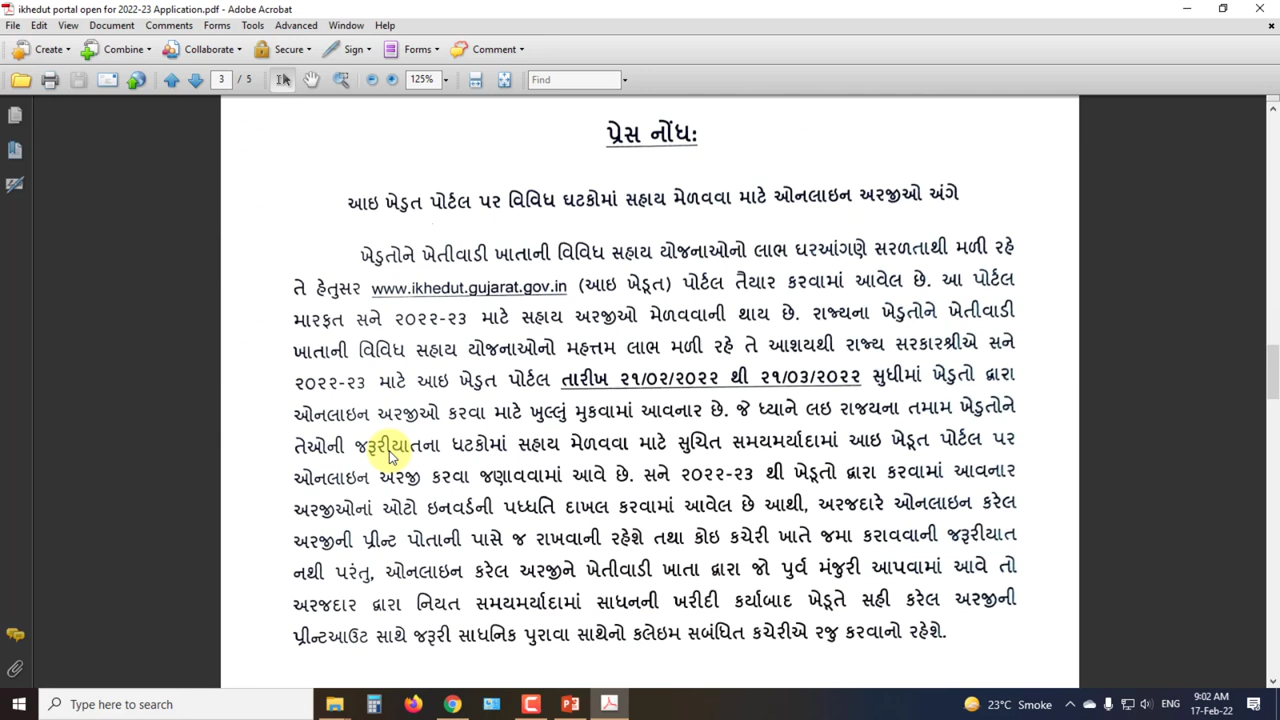 ikhedut portal open for 2022-23 Application.pdf - Adobe Acrobat
File Edit View Document Comments Forms Tools Advanced Window Help
Create Combine Collaborate Secure Sign Forms Comment
3 / 5 125% Find
પ્રેસ નોંધઃ
આઇ ખેડુત પોર્ટલ પર વિવિધ ઘટકોમાં સહાય મેળવવા માટે ઓનલાઇન અરજીઓ અંગે
ખેડુતોને ખેતીવાડી ખાતાની વિવિધ સહાય યોજનાઓનો લાભ ઘરઆંગણે સરળતાથી મળી રહે
તે હેતુસર www.ikhedut.gujarat.gov.in (આઇ ખેડૂત) પોર્ટલ તૈયાર કરવામાં આવેલ છે. આ પોર્ટલ
મારફત સને ૨૦૨૨-૨૩ માટે સહાય અરજીઓ મેળવવાની થાય છે. રાજ્યના ખેડુતોને ખેતીવાડી
ખાતાની વિવિધ સહાય યોજનાઓનો મહત્તમ લાભ મળી રહે તે આશયથી રાજ્ય સરકારશ્રીએ સને
૨૦૨૨-૨૩ માટે આઇ ખેડુત પોર્ટલ તારીખ ૨૧/૦૨/૨૦૨૨ થી ૨૧/૦૩/૨૦૨૨ સુધીમાં ખેડુતો દ્વારા
ઓનલાઇન અરજીઓ કરવા માટે ખુલ્લું મુકવામાં આવનાર છે. જે ધ્યાને લઇ રાજયના તમામ ખેડુતોને
તેઓની જરૂરીયાતના ઘટકોમાં સહાય મેળવવા માટે સુચિત સમયમર્યાદામાં આઇ ખેડૂત પોર્ટલ પર
ઓનલાઇન અરજી કરવા જણાવવામાં આવે છે. સને ૨૦૨૨-૨૩ થી ખેડૂતો દ્વારા કરવામાં આવનાર
અરજીઓનાં ઓટો ઇનવર્ડની પધ્ધતિ દાખલ કરવામાં આવેલ છે આથી, અરજદારે ઓનલાઇન કરેલ
અરજીની પ્રીન્ટ પોતાની પાસે જ રાખવાની રહેશે તથા કોઇ કચેરી ખાતે જમા કરાવવાની જરૂરીયાત
નથી પરંતુ, ઓનલાઇન કરેલ અરજીને ખેતીવાડી ખાતા દ્વારા જો પુર્વ મંજુરી આપવામાં આવે તો
અરજદાર દ્વારા નિયત સમયમર્યાદામાં સાધનની ખરીદી કર્યાબાદ ખેડૂતે સહી કરેલ અરજીની
પ્રીન્ટઆઉટ સાથે જરૂરી સાધનિક પુરાવા સાથેનો કલેઇમ સબંધિત કચેરીએ રજુ કરવાનો રહેશે.
Type here to search
23°C Smoke ENG 9:02 AM
17-Feb-22